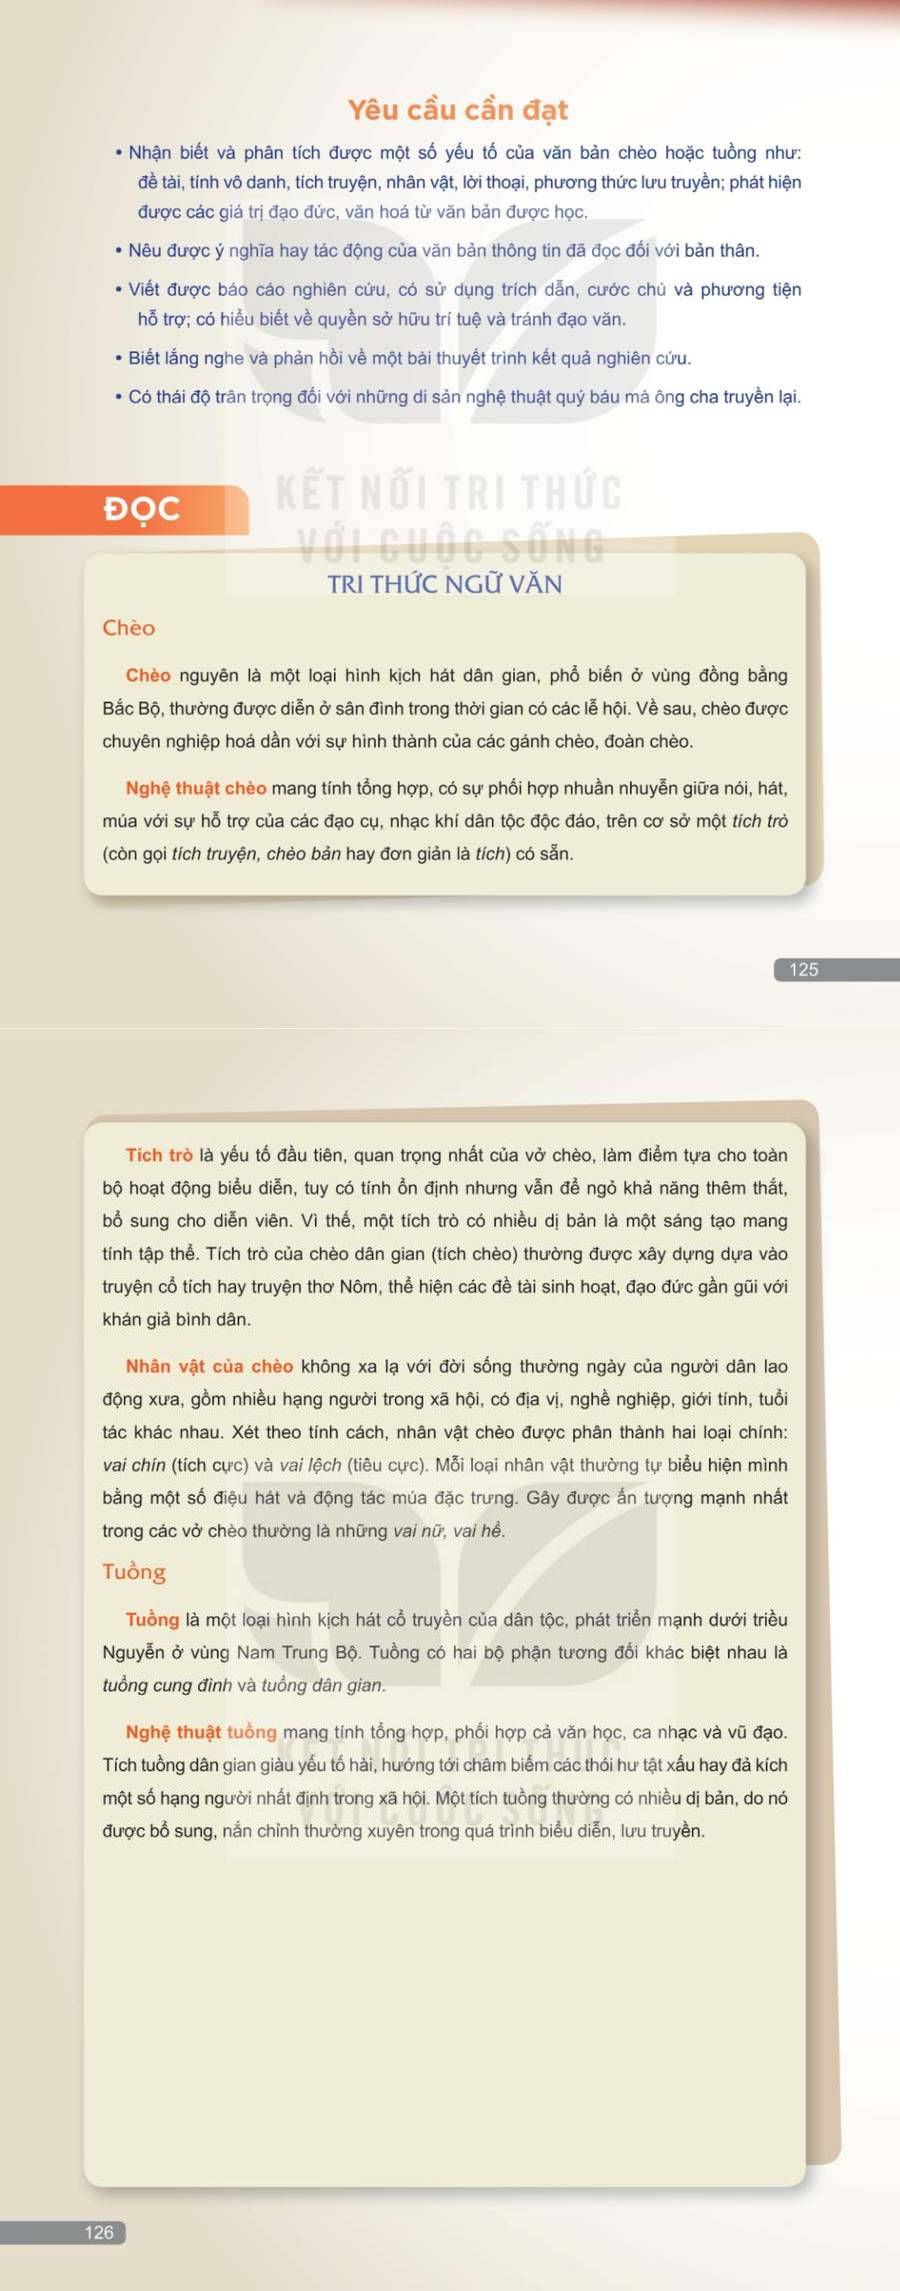 Yêu cầu cần đạt
• Nhận biết và phân tích được một số yếu tố của văn bản chèo hoặc tuồng như:
đề tài, tính vô danh, tích truyện, nhân vật, lời thoại, phương thức lưu truyền; phát hiện
được các giá trị đạo đức, văn hoá từ văn bản được học.
• Nêu được ý nghĩa hay tác động của văn bản thông tin đã đọc đối với bản thân.
• Viết được báo cáo nghiên cứu, có sử dụng trích dẫn, cước chú và phương tiện
hỗ trợ; có hiểu biết về quyền sở hữu trí tuệ và tránh đạo văn.
• Biết lắng nghe và phản hồi về một bài thuyết trình kết quả nghiên cứu.
• Có thái độ trân trọng đối với những di sản nghệ thuật quý báu mà ông cha truyền lại.
KẾT NỐI TRI THỨC
VỚI CUỘC SỐNG
ĐỌC
TRI THỨC NGỮ VĂN
Chèo
Chèo nguyên là một loại hình kịch hát dân gian, phổ biến ở vùng đồng bằng
Bắc Bộ, thường được diễn ở sân đình trong thời gian có các lễ hội. Về sau, chèo được
chuyên nghiệp hoá dần với sự hình thành của các gánh chèo, đoàn chèo.
Nghệ thuật chèo mang tính tổng hợp, có sự phối hợp nhuần nhuyễn giữa nói, hát,
múa với sự hỗ trợ của các đạo cụ, nhạc khí dân tộc độc đáo, trên cơ sở một tích trò
(còn gọi tích truyện, chèo bản hay đơn giản là tích) có sẵn.
125
Tích trò là yếu tố đầu tiên, quan trọng nhất của vở chèo, làm điểm tựa cho toàn
bộ hoạt động biểu diễn, tuy có tính ổn định nhưng vẫn để ngỏ khả năng thêm thắt,
bổ sung cho diễn viên. Vì thế, một tích trò có nhiều dị bản là một sáng tạo mang
tính tập thể. Tích trò của chèo dân gian (tích chèo) thường được xây dựng dựa vào
truyện cổ tích hay truyện thơ Nôm, thể hiện các đề tài sinh hoạt, đạo đức gần gũi với
khán giả bình dân.
Nhân vật của chèo không xa lạ với đời sống thường ngày của người dân lao
động xưa, gồm nhiều hạng người trong xã hội, có địa vị, nghề nghiệp, giới tính, tuổi
tác khác nhau. Xét theo tính cách, nhân vật chèo được phân thành hai loại chính:
vai chín (tích cực) và vai lệch (tiêu cực). Mỗi loại nhân vật thường tự biểu hiện mình
bằng một số điệu hát và động tác múa đặc trưng. Gây được ấn tượng mạnh nhất
trong các vở chèo thường là những vai nữ, vai hề.
Tuồng
Tuồng là một loại hình kịch hát cổ truyền của dân tộc, phát triển mạnh dưới triều
Nguyễn ở vùng Nam Trung Bộ. Tuồng có hai bộ phận tương đối khác biệt nhau là
tuồng cung đình và tuồng dân gian.
Nghệ thuật tuồng mang tính tổng hợp, phối hợp cả văn học, ca nhạc và vũ đạo.
Tích tuồng dân gian giàu yếu tố hài, hướng tới châm biếm các thói hư tật xấu hay đả kích
một số hạng người nhất định trong xã hội. Một tích tuồng thường có nhiều dị bản, do nó
được bổ sung, nắn chỉnh thường xuyên trong quá trình biểu diễn, lưu truyền.
KẾT NỐI TRI THỨC
VỚI CUỘC SỐNG
126